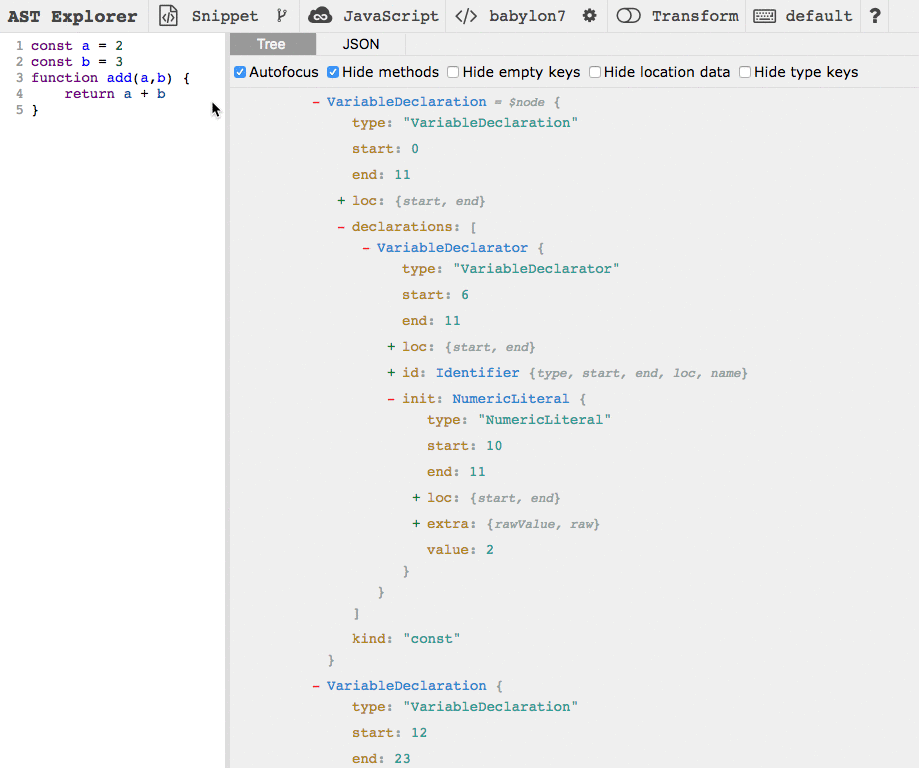 AST Explorer Snippet JavaScript </> babylon7 Transform default ?
1 const a = 2
2 const b = 3
3 function add(a,b) {
4     return a + b
5 }
Tree JSON
Autofocus Hide methods Hide empty keys Hide location data Hide type keys
- VariableDeclaration = $node {
type: "VariableDeclaration"
start: 0
end: 11
+ loc: {start, end}
- declarations: [
- VariableDeclarator {
type: "VariableDeclarator"
start: 6
end: 11
+ loc: {start, end}
+ id: Identifier {type, start, end, loc, name}
- init: NumericLiteral {
type: "NumericLiteral"
start: 10
end: 11
+ loc: {start, end}
+ extra: {rawValue, raw}
value: 2
}
}
]
kind: "const"
}
- VariableDeclaration {
type: "VariableDeclaration"
start: 12
end: 23